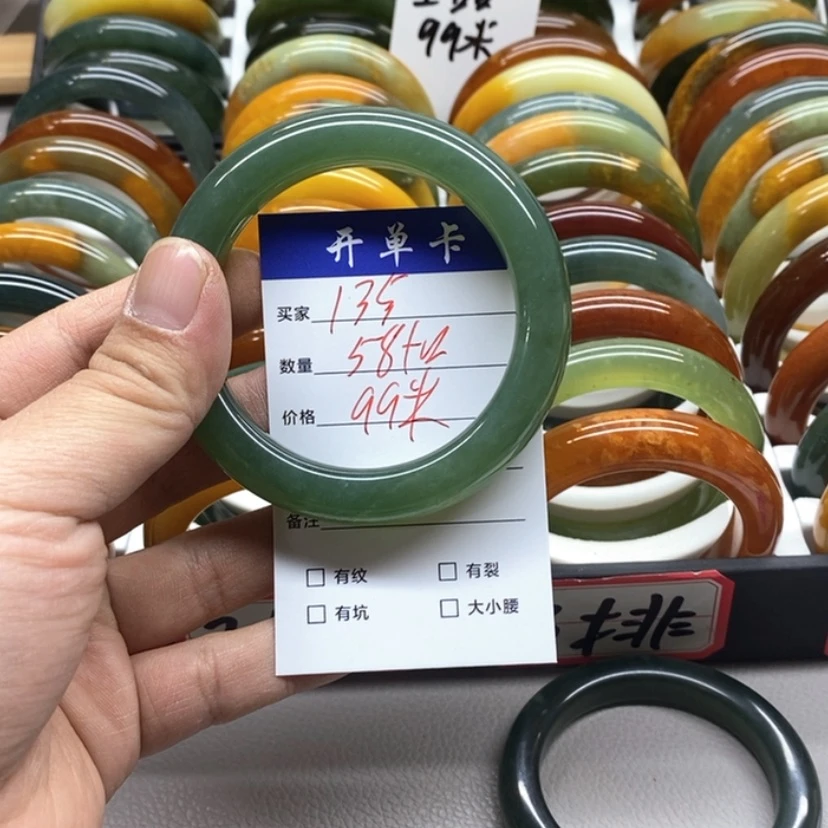 99米
开单卡
买家 135
数量 58+
价格 99米
备注
有纹
有裂
有坑
大小腰
排